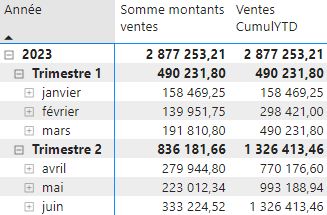 Année Somme montants ventes Ventes CumulYTD
2023 2 877 253,21 2 877 253,21
Trimestre 1 490 231,80 490 231,80
janvier 158 469,25 158 469,25
février 139 951,75 298 421,00
mars 191 810,80 490 231,80
Trimestre 2 836 181,66 1 326 413,46
avril 279 944,80 770 176,60
mai 223 012,34 993 188,94
juin 333 224,52 1 326 413,46